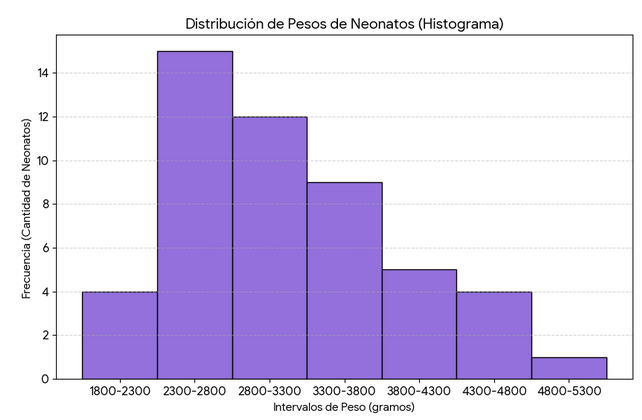 Distribución de Pesos de Neonatos (Histograma)
Frecuencia (Cantidad de Neonatos)
14
12
10
8
6
4
2
0
1800-2300 2300-2800 2800-3300 3300-3800 3800-4300 4300-4800 4800-5300
Intervalos de Peso (gramos)